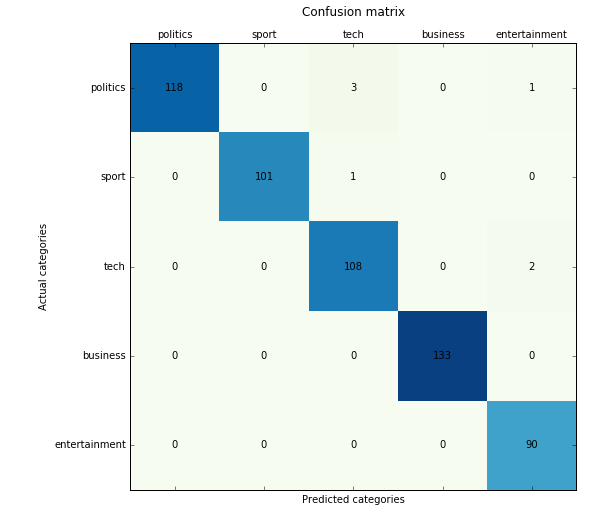 Confusion matrix
politics sport tech business entertainment
politics 118 0 3 0 1
sport 0 101 1 0 0
tech 0 0 108 0 2
Actual categories
business 0 0 0 133 0
entertainment 0 0 0 0 90
Predicted categories